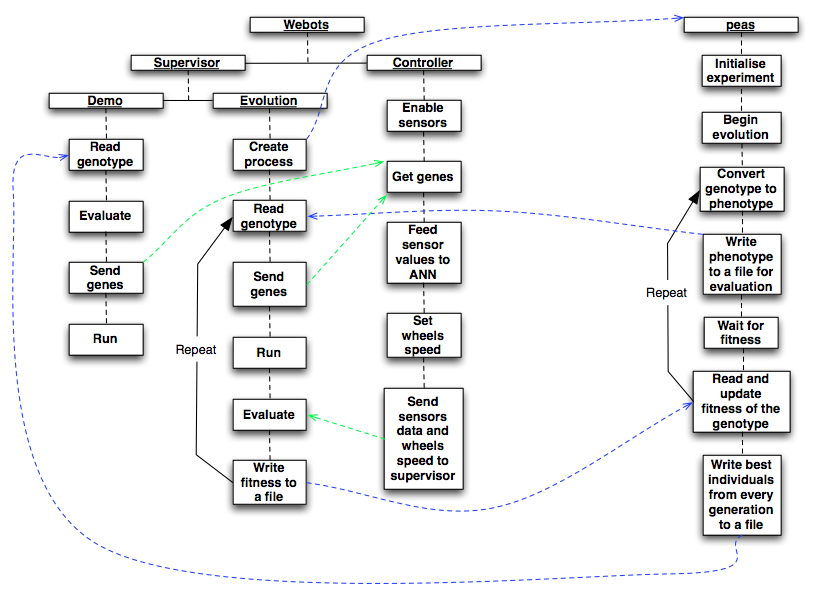 Webots
peas
Supervisor
Controller
Demo
Evolution
Read
genotype
Evaluate
Send
genes
Run
Create
process
Read
genotype
Send
genes
Run
Evaluate
Write
fitness to
a file
Repeat
Enable
sensors
Get genes
Feed
sensor
values to
ANN
Set
wheels
speed
Send
sensors
data and
wheels
speed to
supervisor
Initialise
experiment
Begin
evolution
Convert
genotype to
phenotype
Write
phenotype
to a file for
evaluation
Repeat
Wait for
fitness
Read and
update
fitness of the
genotype
Write best
individuals
from every
generation
to a file